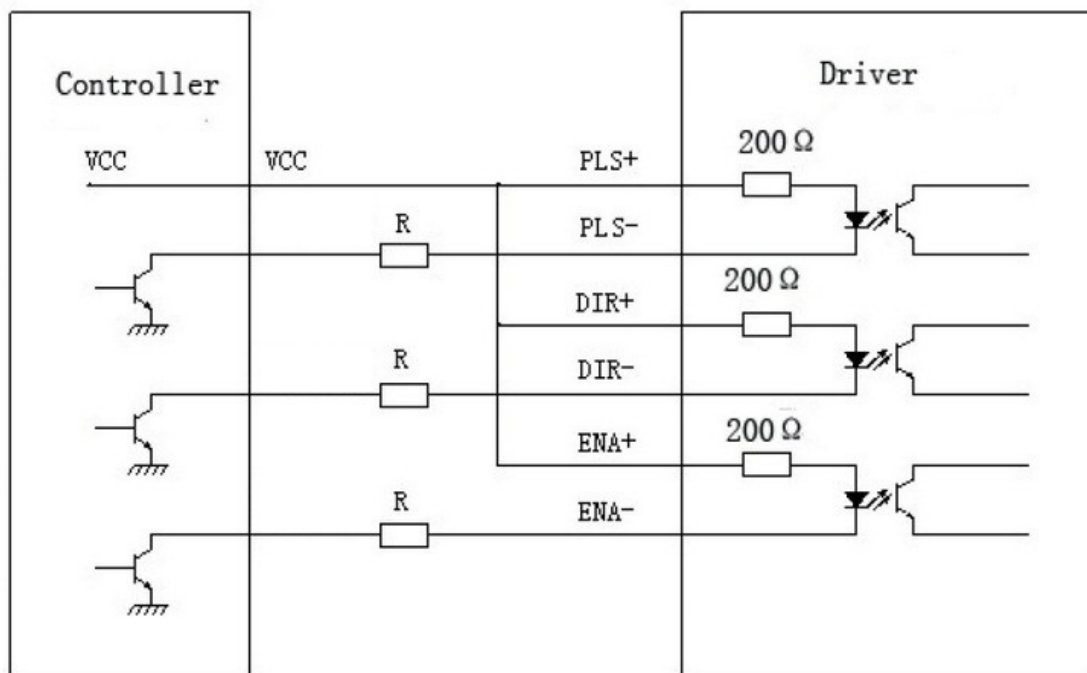 Controller
Driver
200Ω
VCC
VCC
PLS+
R
PLS-
200Ω
DIR+
R
DIR-
200Ω
ENA+
R
ENA-